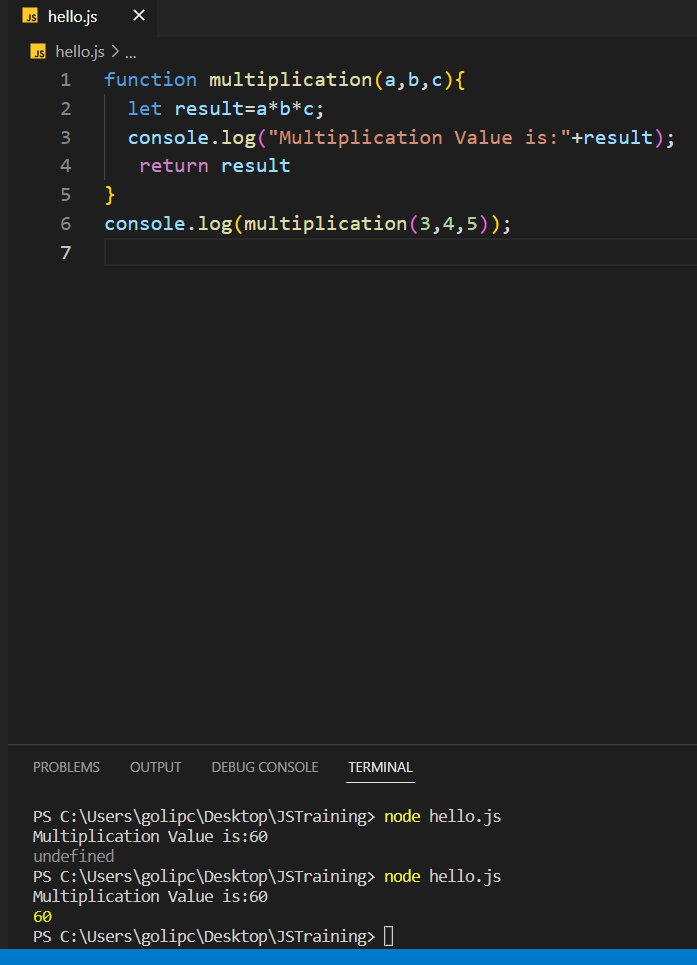 JS hello.js ×
JS hello.js > ...
1 function multiplication(a,b,c){
2   let result=a*b*c;
3   console.log("Multiplication Value is:"+result);
4    return result
5 }
6 console.log(multiplication(3,4,5));
7
PROBLEMS OUTPUT DEBUG CONSOLE TERMINAL
PS C:\Users\golipc\Desktop\JSTraining> node hello.js
Multiplication Value is:60
undefined
PS C:\Users\golipc\Desktop\JSTraining> node hello.js
Multiplication Value is:60
60
PS C:\Users\golipc\Desktop\JSTraining>